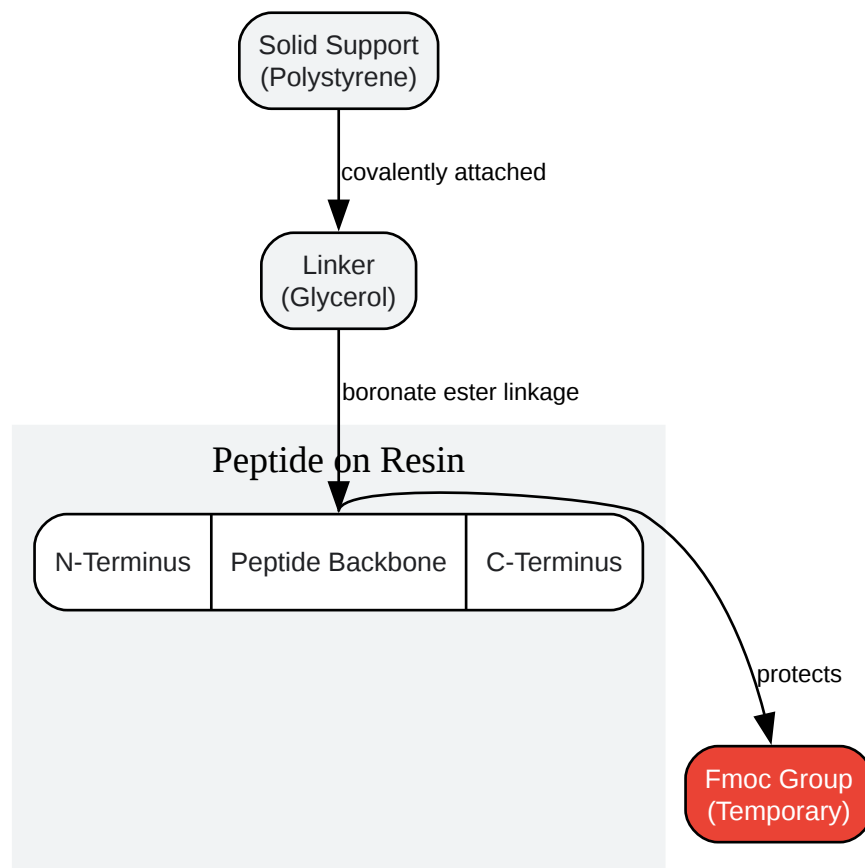 Solid Support
(Polystyrene)
covalently attached
Linker
(Glycerol)
boronate ester linkage
Peptide on Resin
N-Terminus
Peptide Backbone
C-Terminus
protects
Fmoc Group
(Temporary)